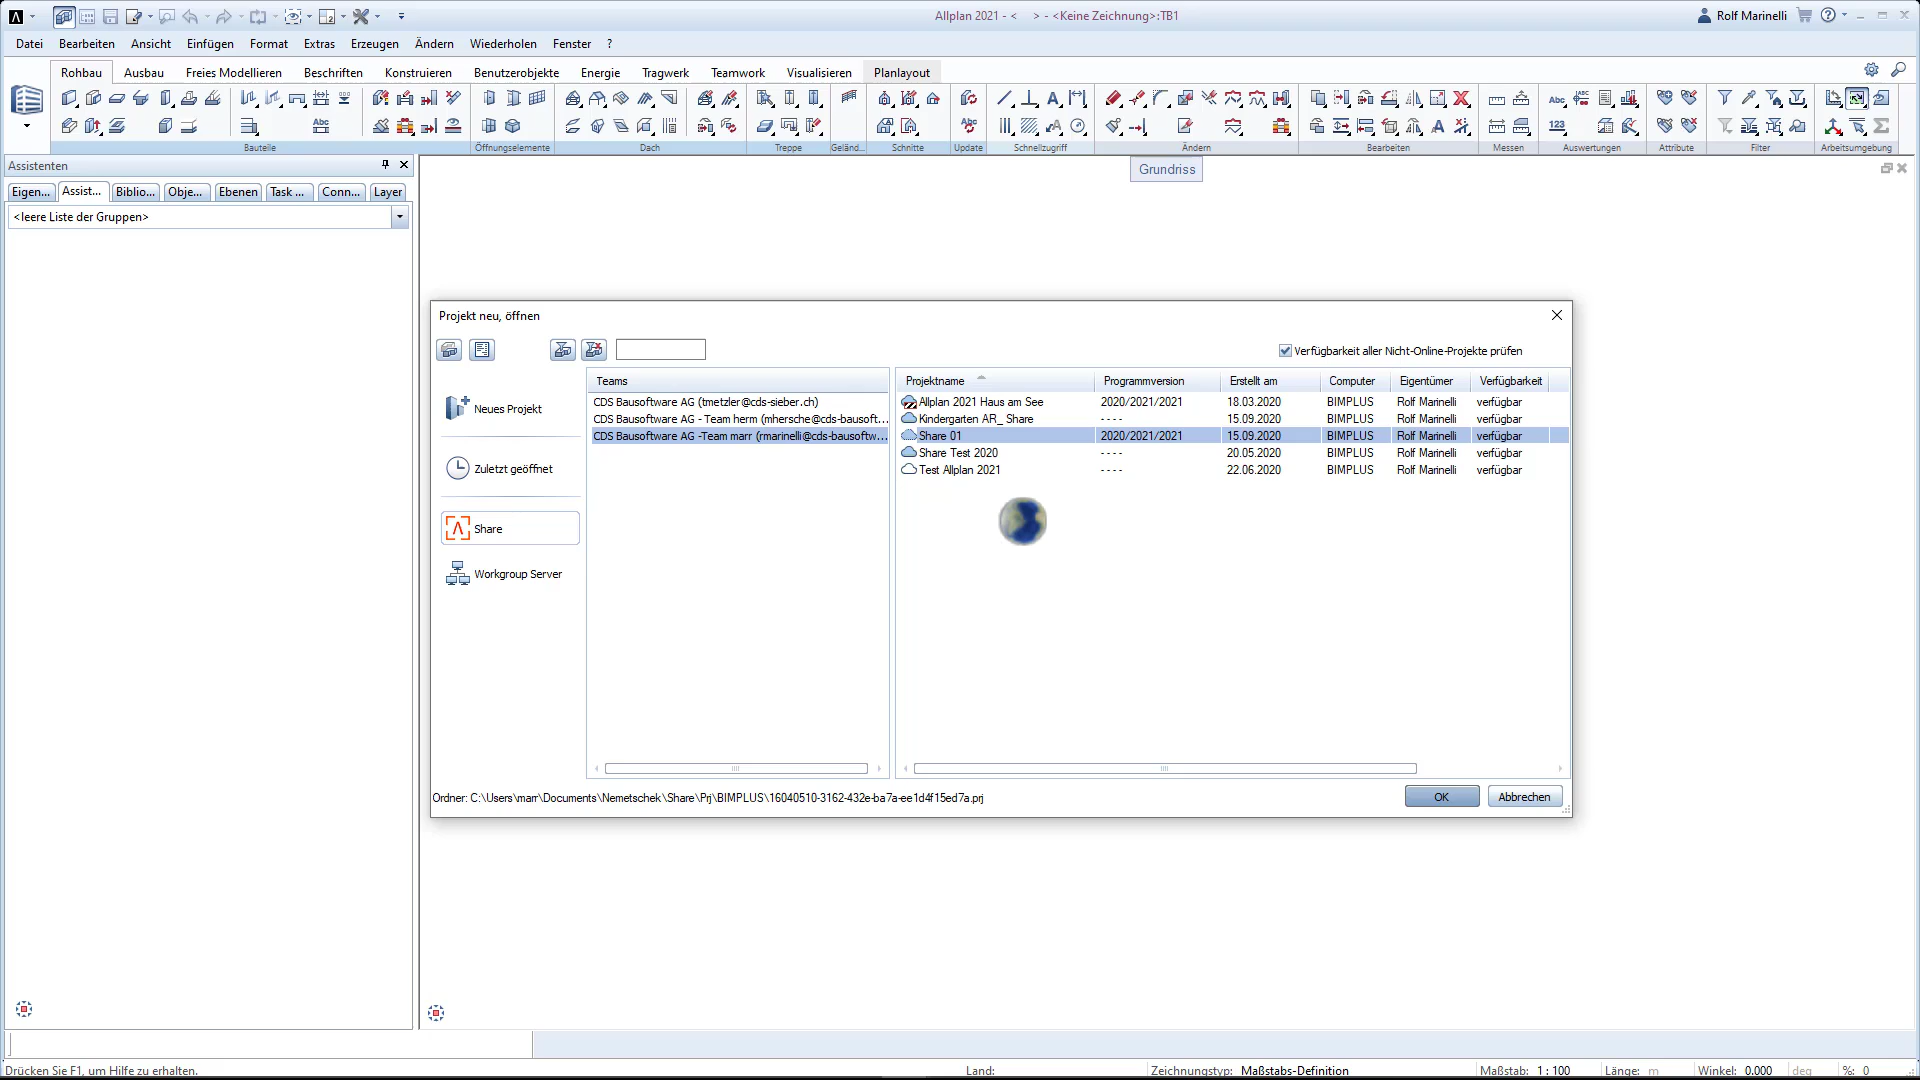 Allplan 2021 - <     > - <Keine Zeichnung>:TB1
Rolf Marinelli
Datei Bearbeiten Ansicht Einfügen Format Extras Erzeugen Ändern Wiederholen Fenster ?
Rohbau Ausbau Freies Modellieren Beschriften Konstruieren Benutzerobjekte Energie Tragwerk Teamwork Visualisieren Planlayout
Bauteile Öffnungselemente Dach Treppe Geländ... Schnitte Update Schnellzugriff Ändern Bearbeiten Messen Auswertungen Attribute Filter Arbeitsumgebung
Assistenten
Grundriss
Eigen... Assist... Biblio... Obje... Ebenen Task ... Conn... Layer
<leere Liste der Gruppen>
Projekt neu, öffnen
Verfügbarkeit aller Nicht-Online-Projekte prüfen
Neues Projekt
Zuletzt geöffnet
Share
Workgroup Server
Teams
CDS Bausoftware AG (tmetzler@cds-sieber.ch)
CDS Bausoftware AG - Team herm (mhersche@cds-bausoft...
CDS Bausoftware AG -Team marr (rmarinelli@cds-bausoftw...
Projektname Programmversion Erstellt am Computer Eigentümer Verfügbarkeit
Allplan 2021 Haus am See 2020/2021/2021 18.03.2020 BIMPLUS Rolf Marinelli verfügbar
Kindergarten AR_ Share - - - - 15.09.2020 BIMPLUS Rolf Marinelli verfügbar
Share 01 2020/2021/2021 15.09.2020 BIMPLUS Rolf Marinelli verfügbar
Share Test 2020 - - - - 20.05.2020 BIMPLUS Rolf Marinelli verfügbar
Test Allplan 2021 - - - - 22.06.2020 BIMPLUS Rolf Marinelli verfügbar
Ordner: C:\Users\marr\Documents\Nemetschek\Share\Prj\BIMPLUS\16040510-3162-432e-ba7a-ee1d4f15ed7a.prj
OK Abbrechen
Drücken Sie F1, um Hilfe zu erhalten. Land: Zeichnungstyp: Maßstabs-Definition Maßstab: 1 : 100 Länge: m Winkel: 0.000 deg %: 0